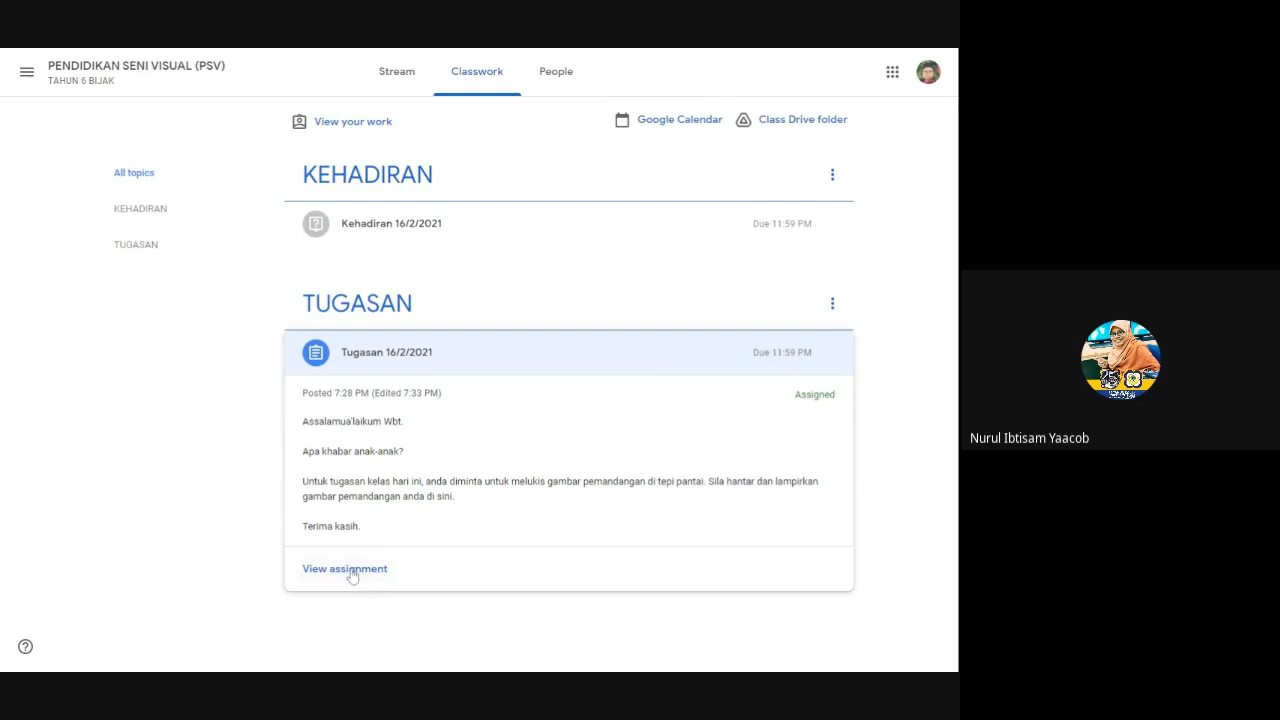 PENDIDIKAN SENI VISUAL (PSV)
TAHUN 6 BIJAK
Stream
Classwork
People
View your work
Google Calendar
Class Drive folder
All topics
KEHADIRAN
TUGASAN
KEHADIRAN
Kehadiran 16/2/2021
Due 11:59 PM
TUGASAN
Tugasan 16/2/2021
Due 11:59 PM
Posted 7:28 PM (Edited 7:33 PM)
Assigned
Assalamua'laikum Wbt.
Apa khabar anak-anak?
Untuk tugasan kelas hari ini, anda diminta untuk melukis gambar pemandangan di tepi pantai. Sila hantar dan lampirkan
gambar pemandangan anda di sini.
Terima kasih.
View assignment
Nurul Ibtisam Yaacob